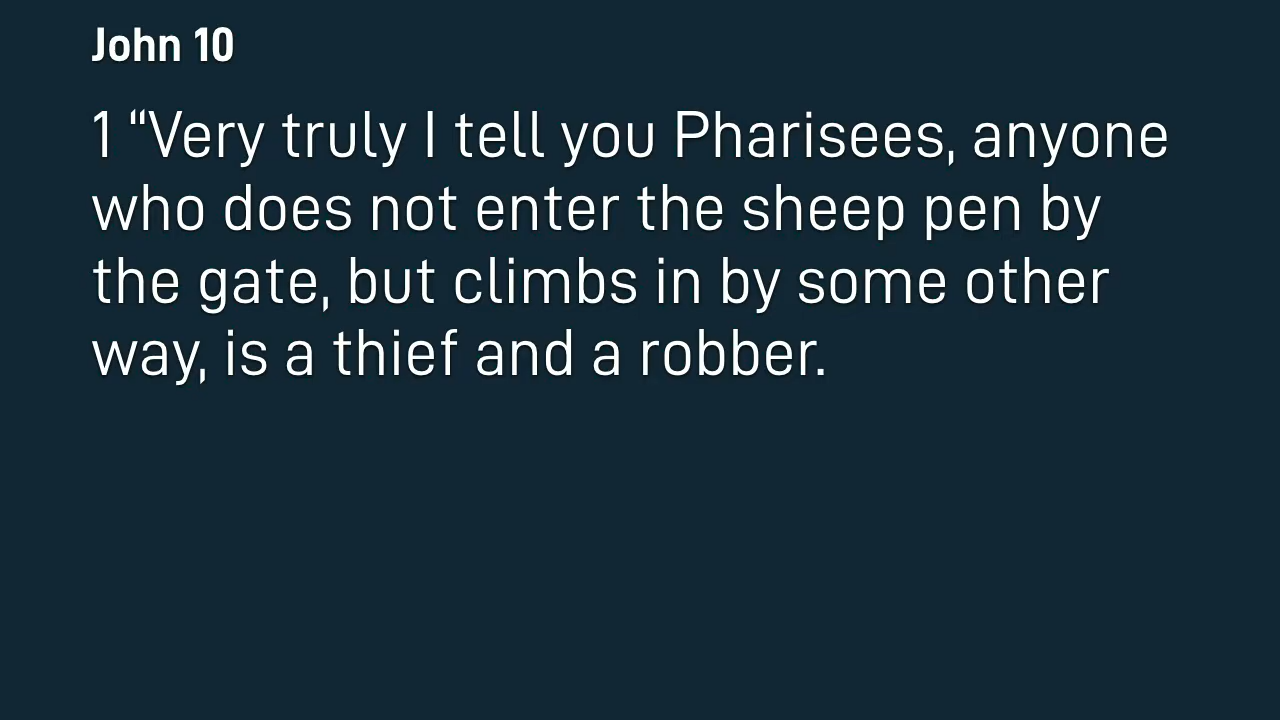 John 10
1 “Very truly I tell you Pharisees, anyone
who does not enter the sheep pen by
the gate, but climbs in by some other
way, is a thief and a robber.